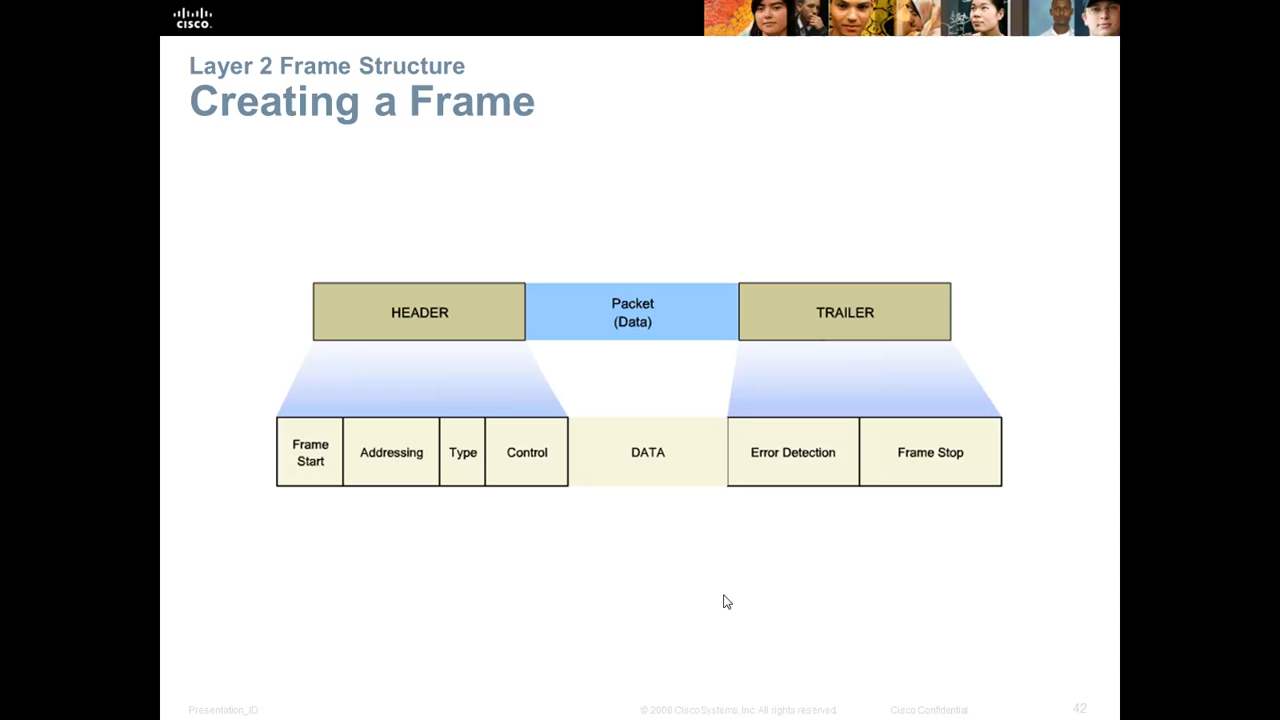 CISCO.
Layer 2 Frame Structure
Creating a Frame
HEADER
Packet
(Data)
TRAILER
Frame
Start
Addressing
Type
Control
DATA
Error Detection
Frame Stop
Presentation_ID
© 2008 Cisco Systems, Inc. All rights reserved.
Cisco Confidential
42